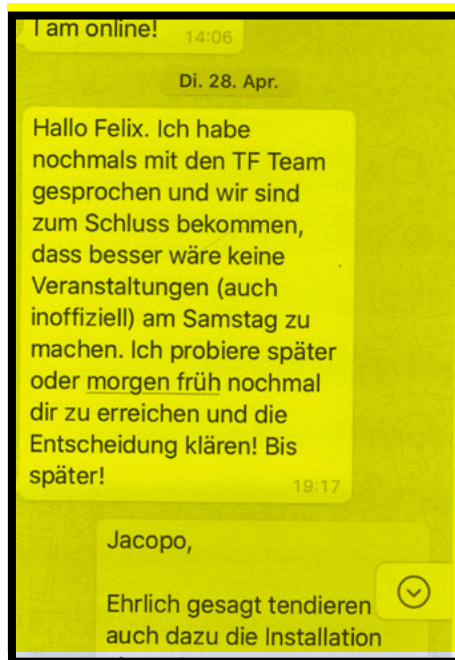 I am online! 14:06
Di. 28. Apr.
Hallo Felix. Ich habe
nochmals mit den TF Team
gesprochen und wir sind
zum Schluss bekommen,
dass besser wäre keine
Veranstaltungen (auch
inoffiziell) am Samstag zu
machen. Ich probiere später
oder morgen früh nochmal
dir zu erreichen und die
Entscheidung klären! Bis
später! 19:17
Jacopo,
Ehrlich gesagt tendieren
auch dazu die Installation